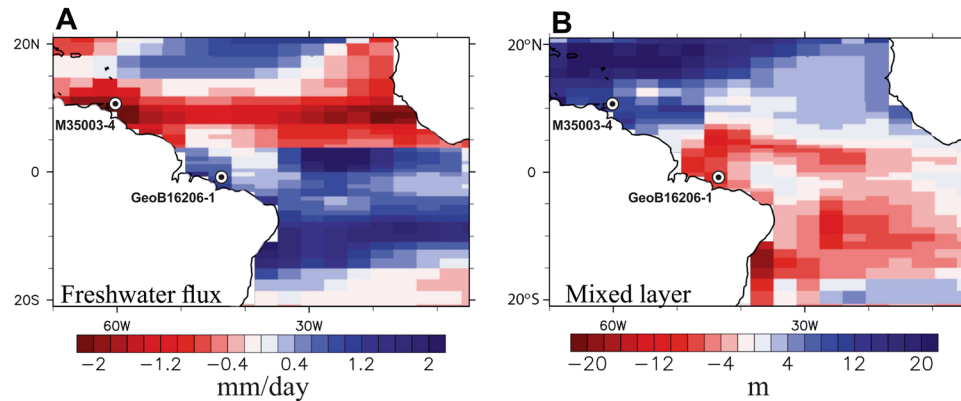 A
20N
M35003-4
0
GeoB16206-1
20S
Freshwater flux
60W
30W
−2
−1.2
−0.4
0.4
1.2
2
mm/day
B
20°N
M35003-4
0
GeoB16206-1
20°S
Mixed layer
60W
30W
−20
−12
−4
4
12
20
m